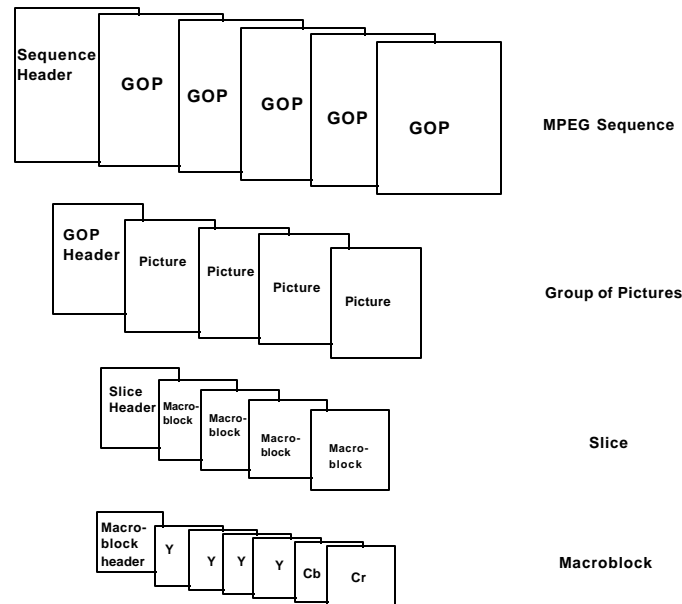 Sequence
Header
GOP
GOP
GOP
GOP
GOP
MPEG Sequence
GOP
Header
Picture
Picture
Picture
Picture
Group of Pictures
Slice
Header
Macro-
block
Macro-
block
Macro-
block
Macro-
block
Slice
Macro-
block
header
Y
Y
Y
Y
Cb
Cr
Macroblock